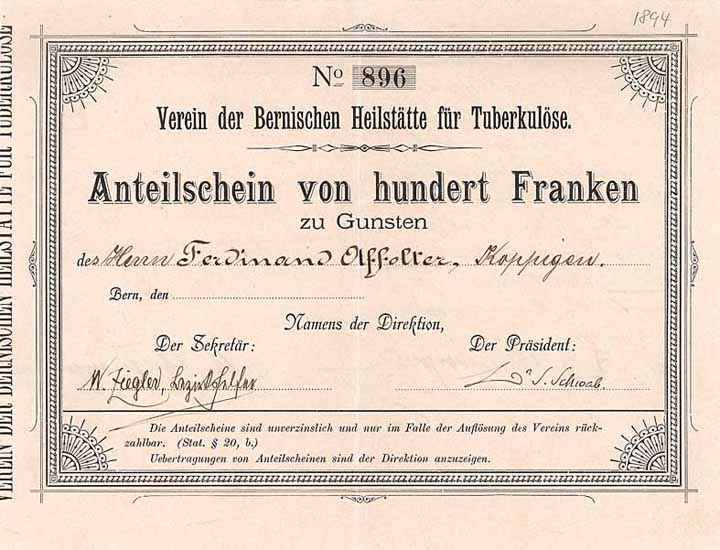 1894
VEREIN DER BERNISCHEN HEILSTÄTTE FÜR TUBERKULÖSE
No 896
Verein der Bernischen Heilstätte für Tuberkulöse.
Anteilschein von hundert Franken
zu Gunsten
des Herrn Ferdinand Affolter, Koppigen.
Bern, den
Namens der Direktion,
Der Sekretär: Der Präsident:
W. Ziegler, Bezirkshelfer Dr. S. Schwab.
Die Anteilscheine sind unverzinslich und nur im Falle der Auflösung des Vereins rück-
zahlbar. (Stat. § 20, b.)
Uebertragungen von Anteilscheinen sind der Direktion anzuzeigen.